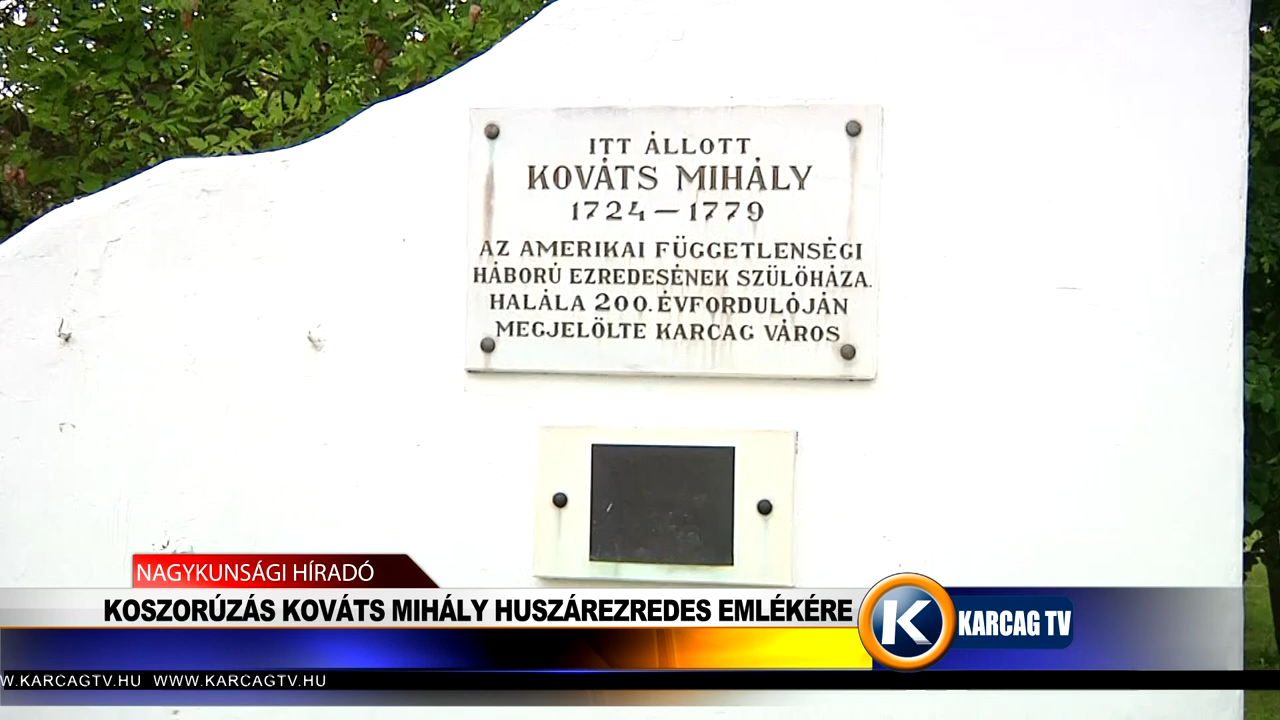 ITT ÁLLOTT
KOVÁTS MIHÁLY
1724 – 1779
AZ AMERIKAI FÜGGETLENSÉGI
HÁBORÚ EZREDESÉNEK SZÜLŐHÁZA.
HALÁLA 200. ÉVFORDULÓJÁN
MEGJELÖLTE KARCAG VÁROS
NAGYKUNSÁGI HÍRADÓ
KOSZORÚZÁS KOVÁTS MIHÁLY HUSZÁREZREDES EMLÉKÉRE
K KARCAG TV
W.KARCAGTV.HU WWW.KARCAGTV.HU